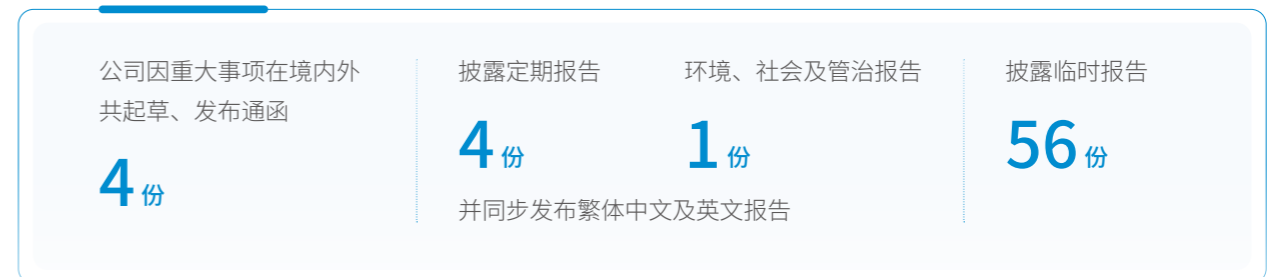 公司因重大事项在境内外
共起草、发布通函
4 份
披露定期报告
4 份
环境、社会及管治报告
1 份
并同步发布繁体中文及英文报告
披露临时报告
56 份